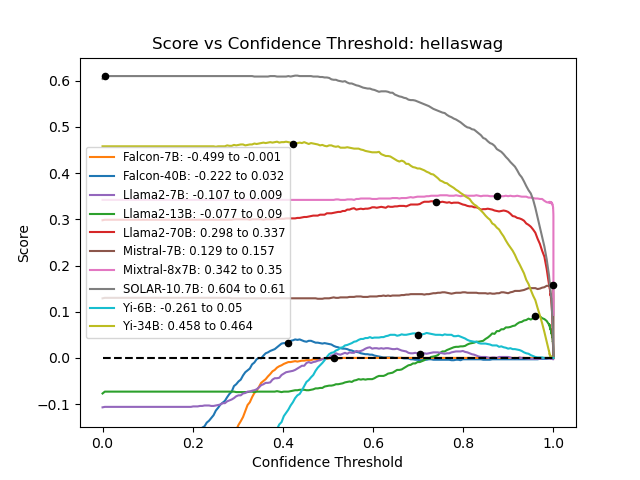 Score vs Confidence Threshold: hellaswag
Score
0.6
0.5
0.4
0.3
0.2
0.1
0.0
−0.1
Falcon-7B: -0.499 to -0.001
Falcon-40B: -0.222 to 0.032
Llama2-7B: -0.107 to 0.009
Llama2-13B: -0.077 to 0.09
Llama2-70B: 0.298 to 0.337
Mistral-7B: 0.129 to 0.157
Mixtral-8x7B: 0.342 to 0.35
SOLAR-10.7B: 0.604 to 0.61
Yi-6B: -0.261 to 0.05
Yi-34B: 0.458 to 0.464
0.0 0.2 0.4 0.6 0.8 1.0
Confidence Threshold